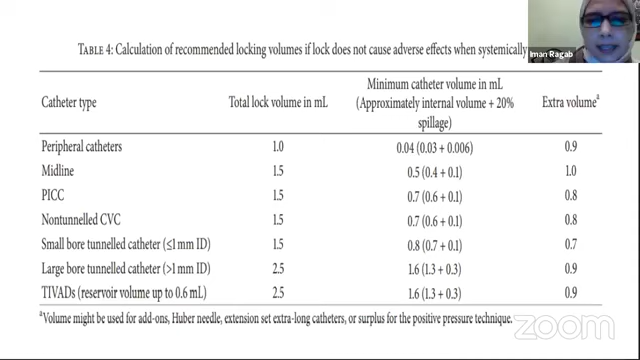 Iman Ragab
TABLE 4: Calculation of recommended locking volumes if lock does not cause adverse effects when systemically
Catheter type Total lock volume in mL Minimum catheter volume in mL (Approximately internal volume + 20% spillage) Extra volumeª
Peripheral catheters 1.0 0.04 (0.03 + 0.006) 0.9
Midline 1.5 0.5 (0.4 + 0.1) 1.0
PICC 1.5 0.7 (0.6 + 0.1) 0.8
Nontunnelled CVC 1.5 0.7 (0.6 + 0.1) 0.8
Small bore tunnelled catheter (≤1 mm ID) 1.5 0.8 (0.7 + 0.1) 0.7
Large bore tunnelled catheter (>1 mm ID) 2.5 1.6 (1.3 + 0.3) 0.9
TIVADs (reservoir volume up to 0.6 mL) 2.5 1.6 (1.3 + 0.3) 0.9
ªVolume might be used for add-ons, Huber needle, extension set extra-long catheters, or surplus for the positive pressure technique.
zoom